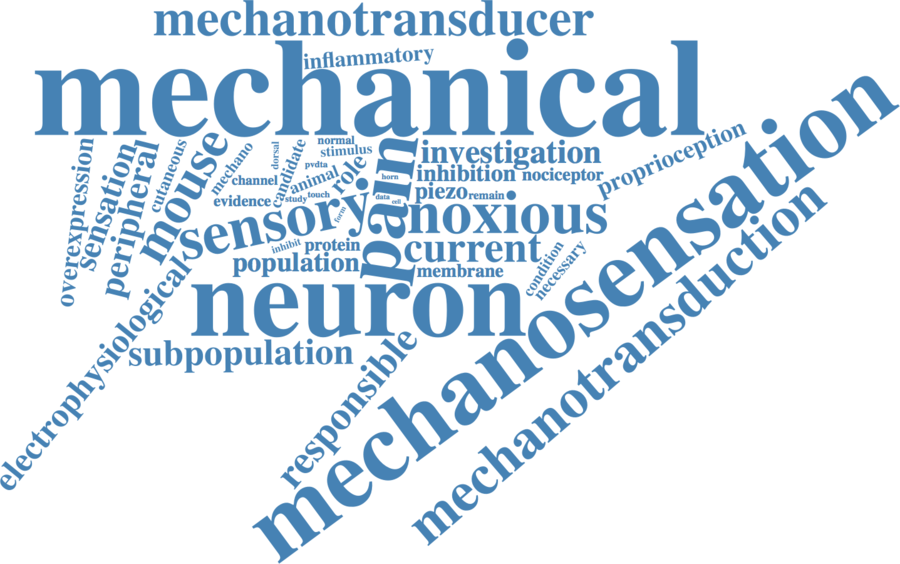 mechanotransducer
inflammatory
mechanical
overexpression
sensation
peripheral
cutaneous
mouse
mechano
dorsal
candidate
normal
stimulus
pvdta
channel
animal
role
evidence
study
touch
form
sensory
inhibit
protein
population
pain
horn
data
cell
investigation
inhibition
nociceptor
piezo
remain
noxious
current
membrane
condition
necessary
proprioception
neuron
subpopulation
electrophysiological
responsible
mechanosensation
mechanotransduction